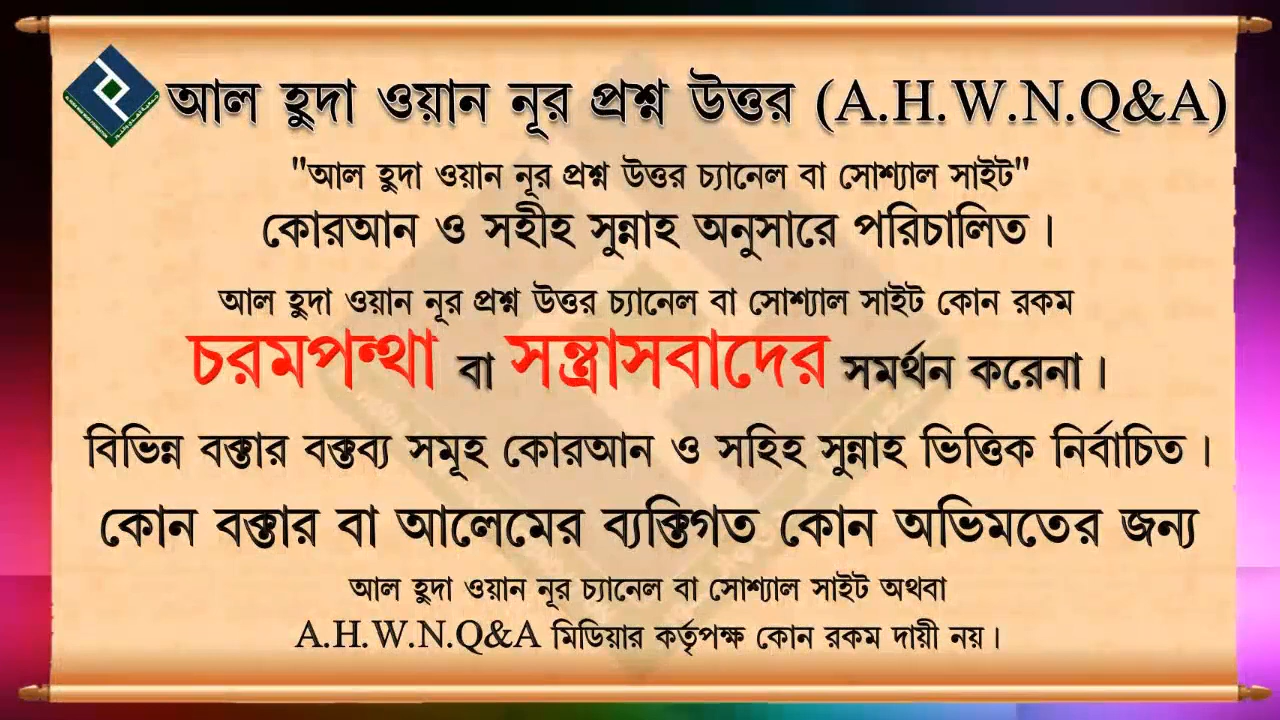 আল হুদা ওয়ান নূর প্রশ্ন উত্তর (A.H.W.N.Q&A)
"আল হুদা ওয়ান নূর প্রশ্ন উত্তর চ্যানেল বা সোশ্যাল সাইট"
কোরআন ও সহীহ সুন্নাহ অনুসারে পরিচালিত।
আল হুদা ওয়ান নূর প্রশ্ন উত্তর চ্যানেল বা সোশ্যাল সাইট কোন রকম
চরমপন্থা বা সন্ত্রাসবাদের সমর্থন করেনা।
বিভিন্ন বক্তার বক্তব্য সমূহ কোরআন ও সহিহ সুন্নাহ ভিত্তিক নির্বাচিত।
কোন বক্তার বা আলেমের ব্যক্তিগত কোন অভিমতের জন্য
আল হুদা ওয়ান নূর চ্যানেল বা সোশ্যাল সাইট অথবা
A.H.W.N.Q&A মিডিয়ার কর্তৃপক্ষ কোন রকম দায়ী নয়।